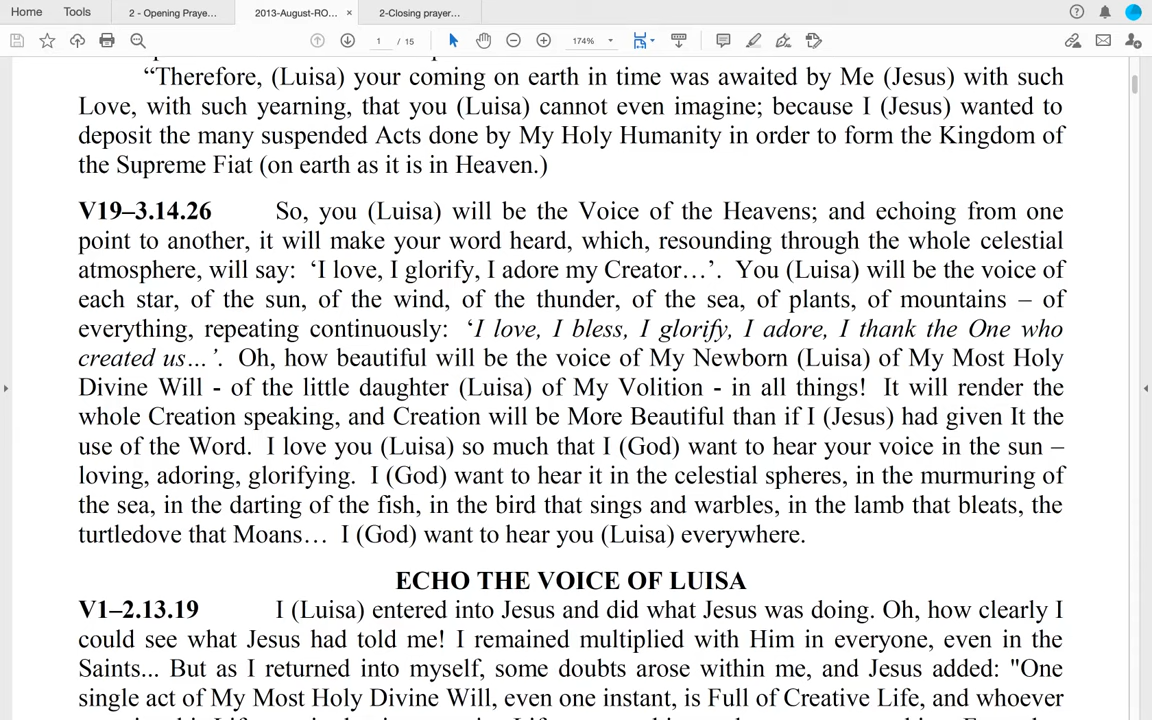 Home Tools 2 - Opening Praye... 2013-August-RO... × 2-Closing prayer...
1 / 15 174%
"Therefore, (Luisa) your coming on earth in time was awaited by Me (Jesus) with such
Love, with such yearning, that you (Luisa) cannot even imagine; because I (Jesus) wanted to
deposit the many suspended Acts done by My Holy Humanity in order to form the Kingdom of
the Supreme Fiat (on earth as it is in Heaven.)
V19–3.14.26 So, you (Luisa) will be the Voice of the Heavens; and echoing from one
point to another, it will make your word heard, which, resounding through the whole celestial
atmosphere, will say: 'I love, I glorify, I adore my Creator…'. You (Luisa) will be the voice of
each star, of the sun, of the wind, of the thunder, of the sea, of plants, of mountains – of
everything, repeating continuously: 'I love, I bless, I glorify, I adore, I thank the One who
created us…'. Oh, how beautiful will be the voice of My Newborn (Luisa) of My Most Holy
Divine Will - of the little daughter (Luisa) of My Volition - in all things! It will render the
whole Creation speaking, and Creation will be More Beautiful than if I (Jesus) had given It the
use of the Word. I love you (Luisa) so much that I (God) want to hear your voice in the sun –
loving, adoring, glorifying. I (God) want to hear it in the celestial spheres, in the murmuring of
the sea, in the darting of the fish, in the bird that sings and warbles, in the lamb that bleats, the
turtledove that Moans… I (God) want to hear you (Luisa) everywhere.
ECHO THE VOICE OF LUISA
V1–2.13.19 I (Luisa) entered into Jesus and did what Jesus was doing. Oh, how clearly I
could see what Jesus had told me! I remained multiplied with Him in everyone, even in the
Saints... But as I returned into myself, some doubts arose within me, and Jesus added: "One
single act of My Most Holy Divine Will, even one instant, is Full of Creative Life, and whoever